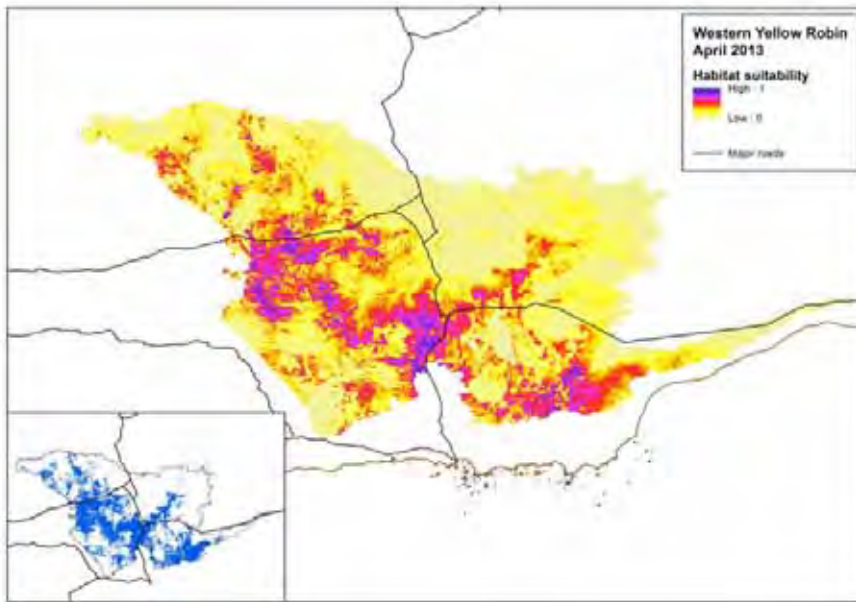 Western Yellow Robin
April 2013
Habitat suitability
High : 1
Low : 0
Major roads